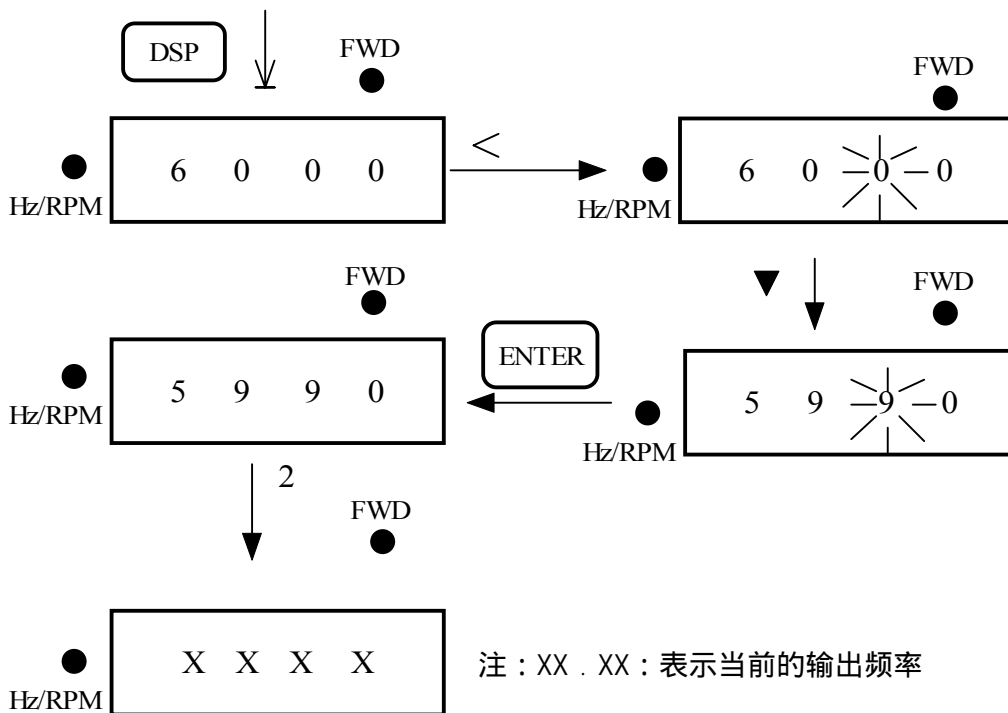 DSP
FWD
Hz/RPM
6 0 0 0
<
FWD
Hz/RPM
6 0 0 0
▼
FWD
Hz/RPM
5 9 9 0
ENTER
FWD
Hz/RPM
5 9 9 0
2
FWD
Hz/RPM
X X X X
注：XX．XX：表示当前的输出频率